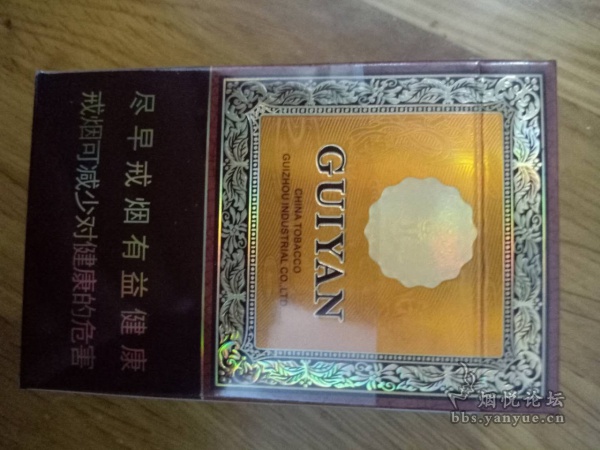 GUIYAN
CHINA TOBACCO
GUIZHOU INDUSTRIAL CO.,LTD.
尽早戒烟有益健康
戒烟可减少对健康的危害
烟悦论坛
bbs.yanyue.cn